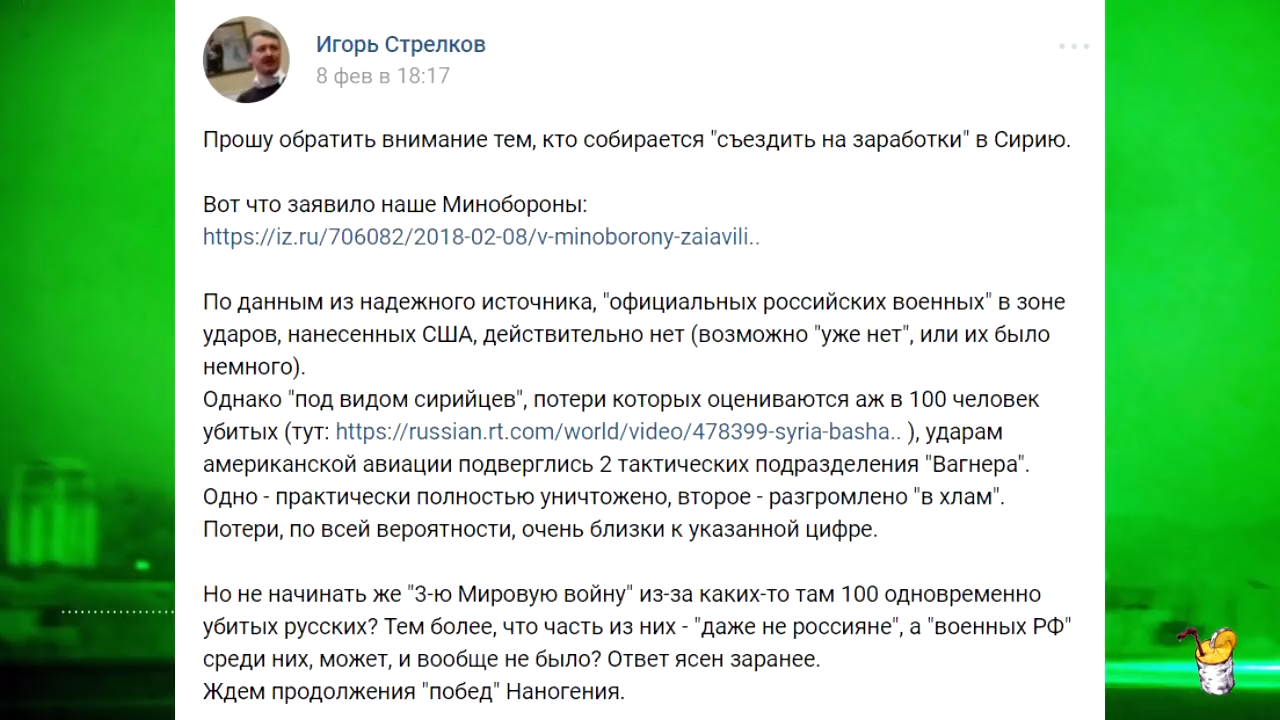 Игорь Стрелков
8 фев в 18:17
Прошу обратить внимание тем, кто собирается "съездить на заработки" в Сирию.
Вот что заявило наше Минобороны:
https://iz.ru/706082/2018-02-08/v-minoborony-zaiavili..
По данным из надежного источника, "официальных российских военных" в зоне
ударов, нанесенных США, действительно нет (возможно "уже нет", или их было
немного).
Однако "под видом сирийцев", потери которых оцениваются аж в 100 человек
убитых (тут: https://russian.rt.com/world/video/478399-syria-basha.. ), ударам
американской авиации подверглись 2 тактических подразделения "Вагнера".
Одно - практически полностью уничтожено, второе - разгромлено "в хлам".
Потери, по всей вероятности, очень близки к указанной цифре.
Но не начинать же "3-ю Мировую войну" из-за каких-то там 100 одновременно
убитых русских? Тем более, что часть из них - "даже не россияне", а "военных РФ"
среди них, может, и вообще не было? Ответ ясен заранее.
Ждем продолжения "побед" Наногения.